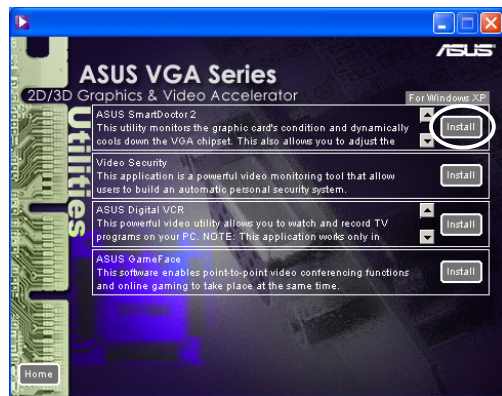 ASUS
ASUS VGA Series
2D/3D Graphics & Video Accelerator
For Windows XP
Utilities
ASUS SmartDoctor 2
This utility monitors the graphic card's condition and dynamically
cools down the VGA chipset. This also allows you to adjust the
Install
Video Security
This application is a powerful video monitoring tool that allow
users to build an automatic personal security system.
Install
ASUS Digital VCR
This powerful video utility allows you to watch and record TV
programs on your PC. NOTE: This application works only in
Install
ASUS GameFace
This software enables point-to-point video conferencing functions
and online gaming to take place at the same time.
Install
Home